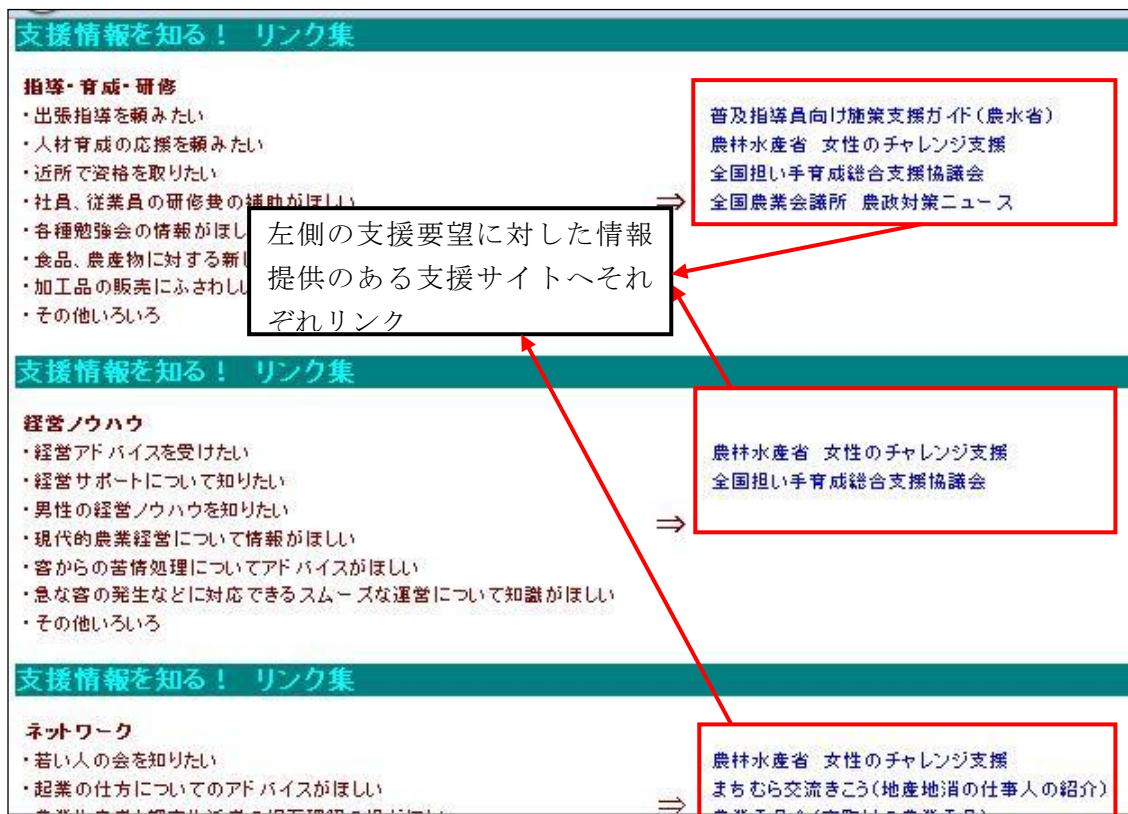 支援情報を知る！　リンク集
指導・育成・研修
・出張指導を頼みたい
・人材育成の応援を頼みたい
・近所で資格を取りたい
・社員、従業員の研修費の補助がほしい
・各種勉強会の情報がほし
・食品、農産物に対する新し
・加工品の販売にふさわしい
・その他いろいろ
⇒
普及指導員向け施策支援ガイド（農水省）
農林水産省　女性のチャレンジ支援
全国担い手育成総合支援協議会
全国農業会議所　農政対策ニュース
左側の支援要望に対した情報
提供のある支援サイトへそれ
ぞれリンク
支援情報を知る！　リンク集
経営ノウハウ
・経営アドバイスを受けたい
・経営サポートについて知りたい
・男性の経営ノウハウを知りたい
・現代的農業経営について情報がほしい
・客からの苦情処理についてアドバイスがほしい
・急な客の発生などに対応できるスムーズな運営について知識がほしい
・その他いろいろ
⇒
農林水産省　女性のチャレンジ支援
全国担い手育成総合支援協議会
支援情報を知る！　リンク集
ネットワーク
・若い人の会を知りたい
・起業の仕方についてのアドバイスがほしい
⇒
農林水産省　女性のチャレンジ支援
まちむら交流きこう（地産地消の仕事人の紹介）